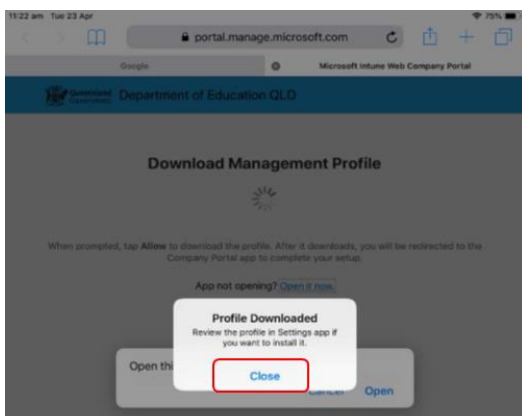 11:22 am Tue 23 Apr
75%
portal.manage.microsoft.com
Google
Microsoft Intune Web Company Portal
Queensland
Government
Department of Education QLD
Download Management Profile
When prompted, tap Allow to download the profile. After it downloads, you will be redirected to the
Company Portal app to complete your setup.
App not opening? Open it now.
Profile Downloaded
Review the profile in Settings app if
you want to install it.
Close
Open thi
Cancel
Open